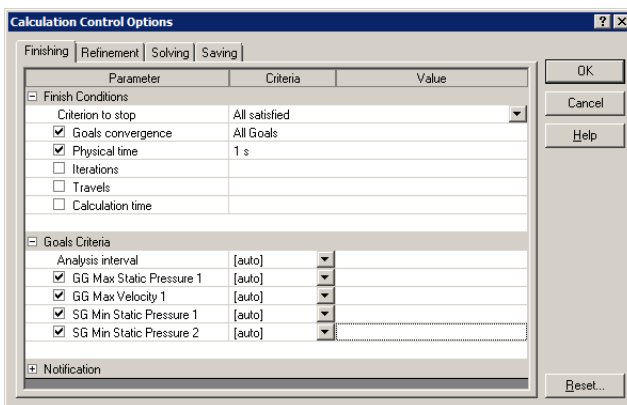 Calculation Control Options
Finishing Refinement Solving Saving
Parameter Criteria Value
Finish Conditions
Criterion to stop All satisfied
Goals convergence All Goals
Physical time 1 s
Iterations
Travels
Calculation time
Goals Criteria
Analysis interval [auto]
GG Max Static Pressure 1 [auto]
GG Max Velocity 1 [auto]
SG Min Static Pressure 1 [auto]
SG Min Static Pressure 2 [auto]
Notification
OK
Cancel
Help
Reset...